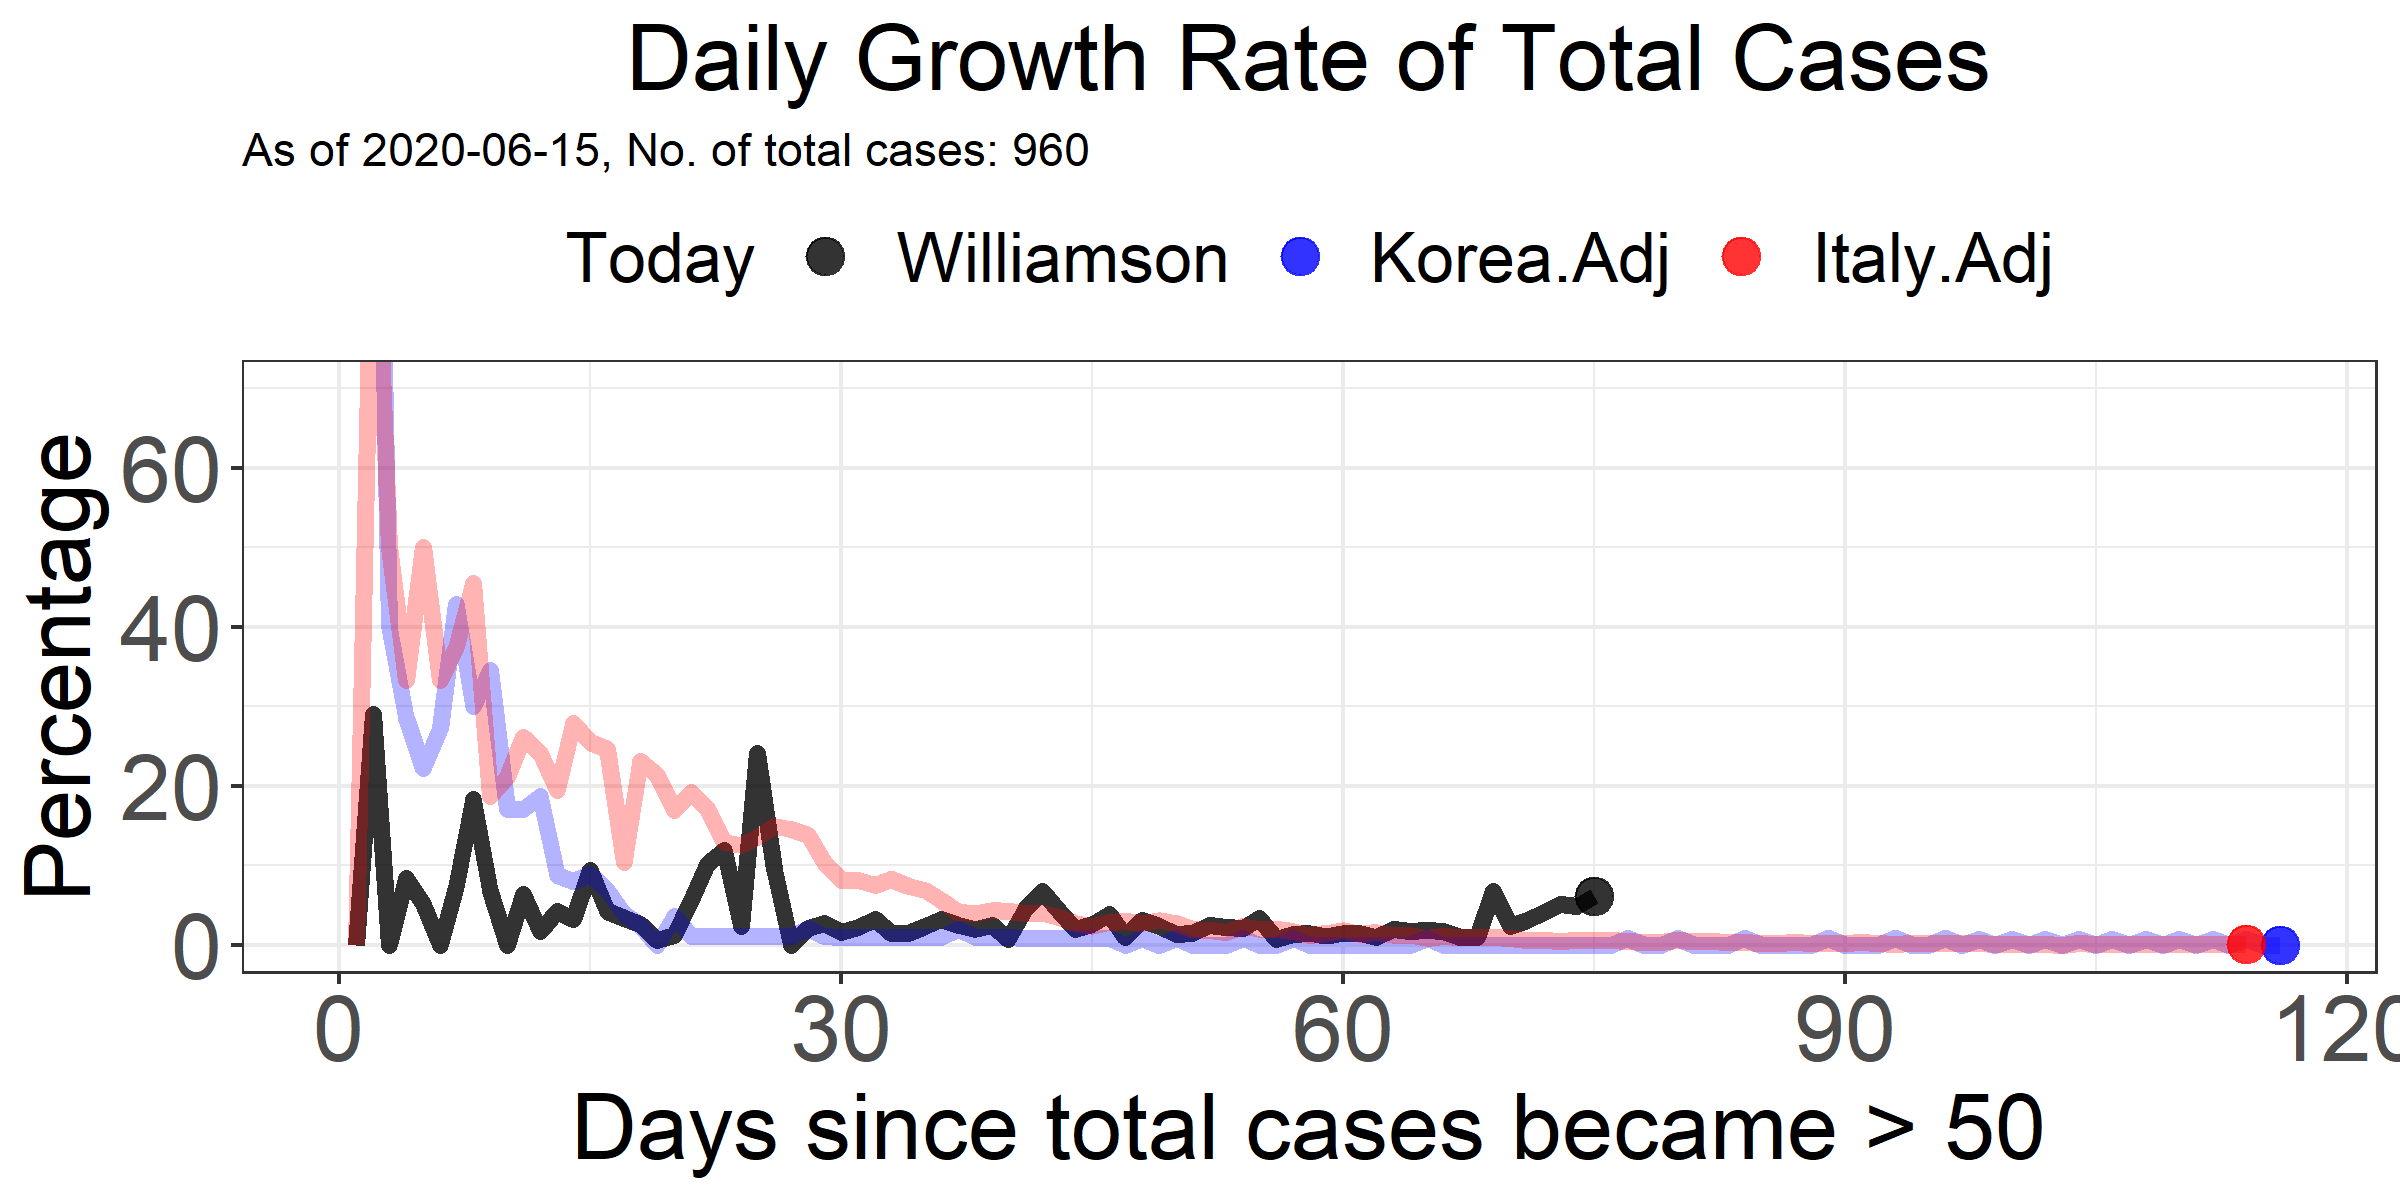 Daily Growth Rate of Total Cases
As of 2020-06-15, No. of total cases: 960
Today Williamson Korea.Adj Italy.Adj
Percentage
60
40
20
0
0 30 60 90 120
Days since total cases became > 50